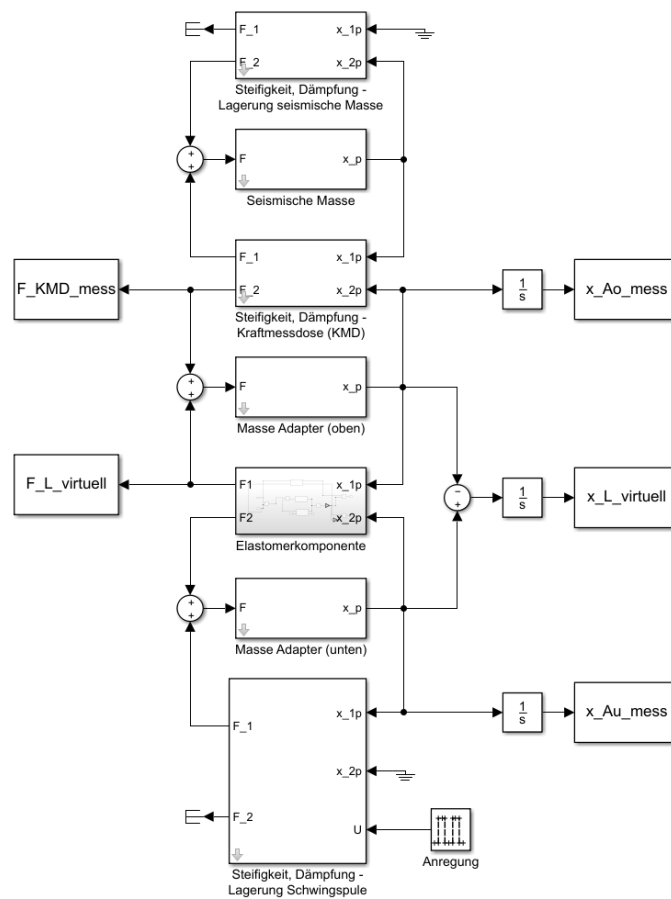 F_1
x_1p
F_2
x_2p
Steifigkeit, Dämpfung -
Lagerung seismische Masse
+
+
F
x_p
Seismische Masse
F_1
x_1p
F_KMD_mess
F_2
x_2p
1
s
x_Ao_mess
Steifigkeit, Dämpfung -
Kraftmessdose (KMD)
+
+
F
x_p
Masse Adapter (oben)
F_L_virtuell
F1
x_1p
−
+
1
s
x_L_virtuell
F2
x_2p
Elastomerkomponente
+
+
F
x_p
Masse Adapter (unten)
F_1
x_1p
1
s
x_Au_mess
x_2p
F_2
U
Anregung
Steifigkeit, Dämpfung -
Lagerung Schwingspule